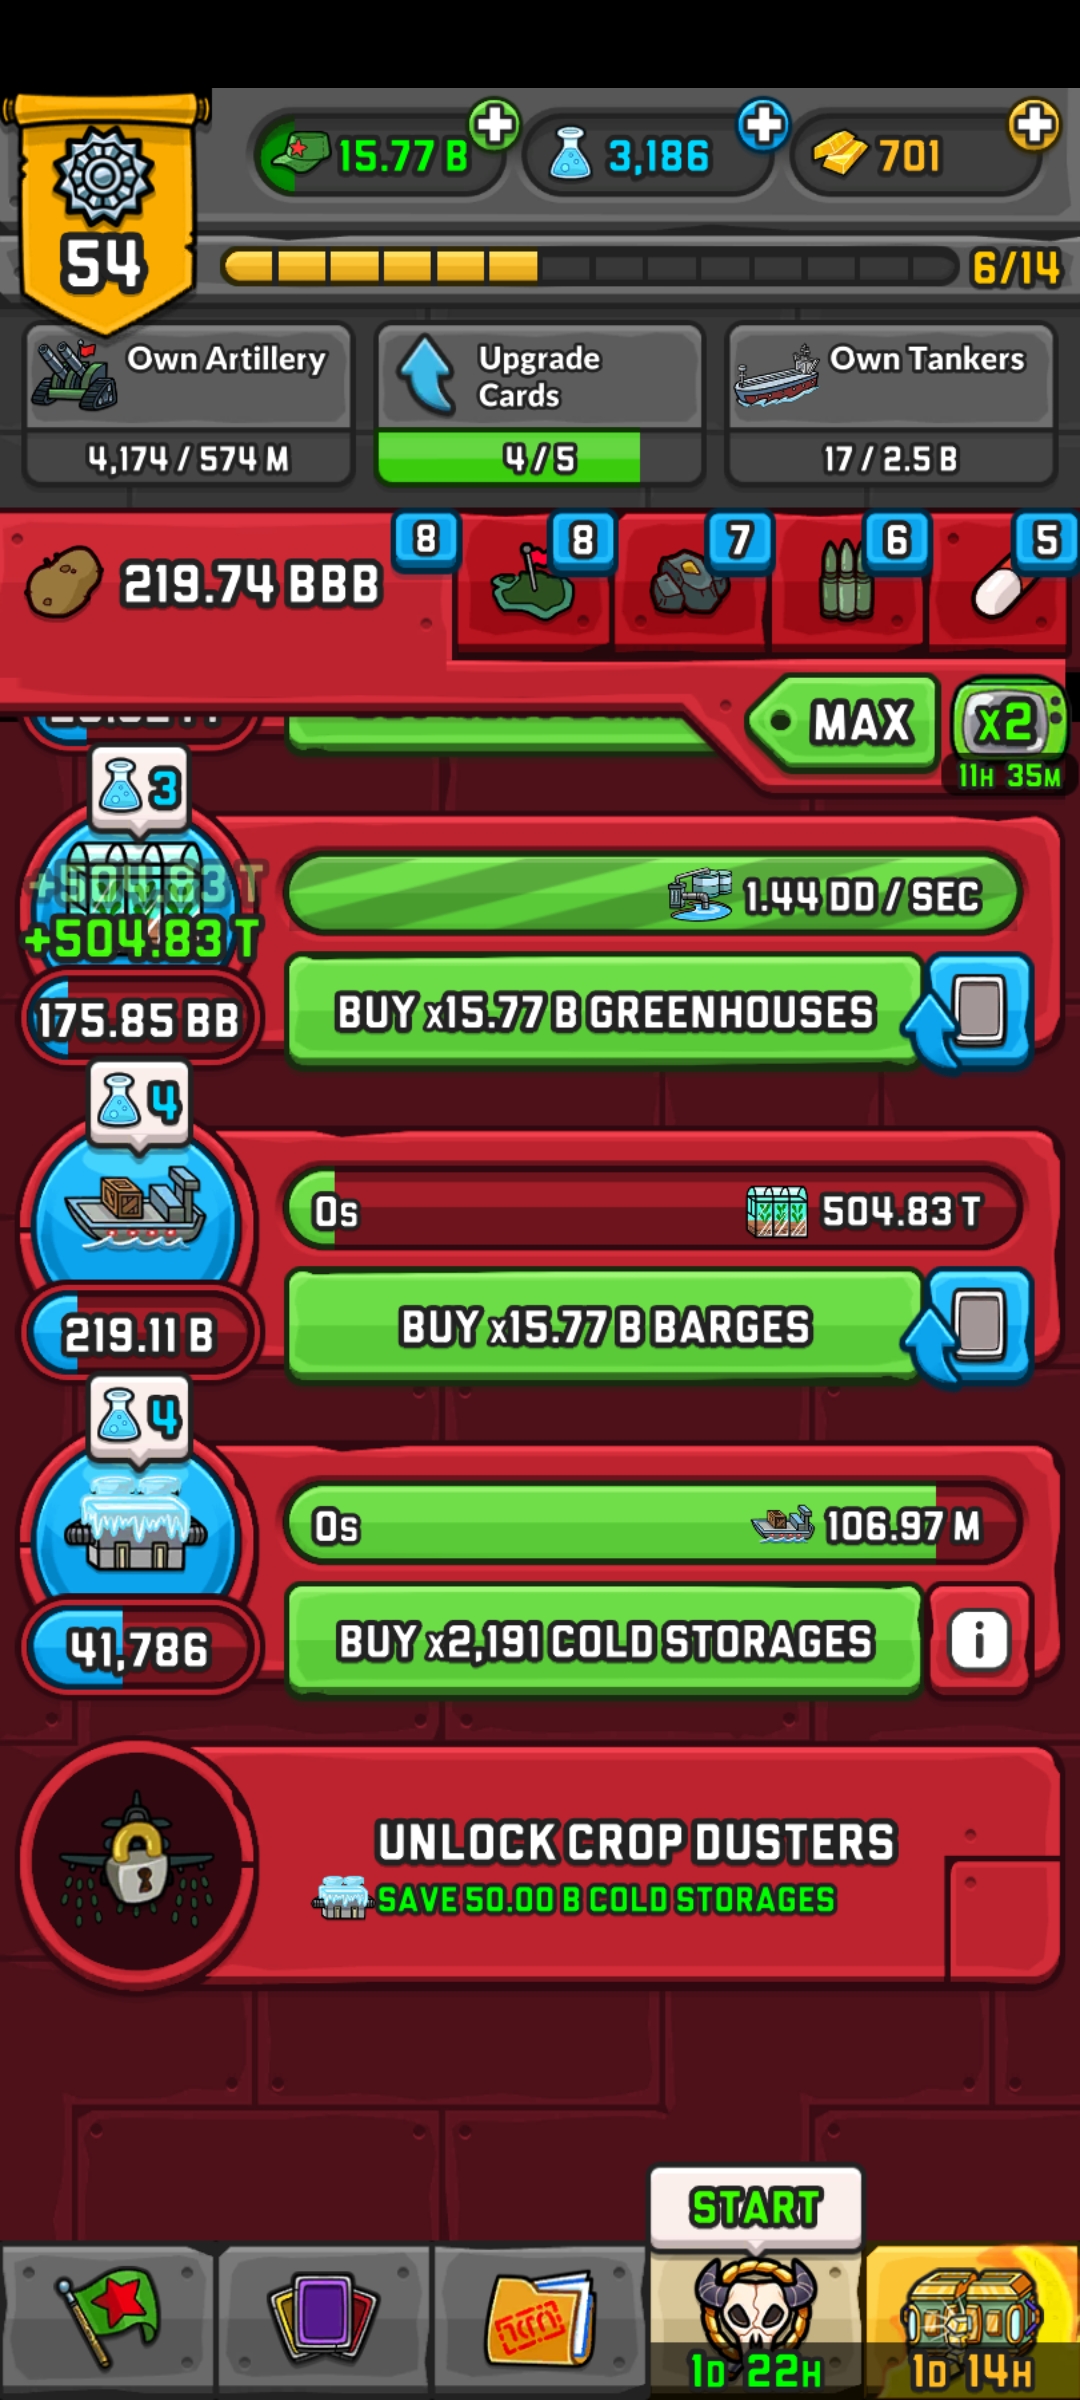 54
15.77 B
3,186
701
6/14
Own Artillery
4,174 / 574 M
Upgrade
Cards
4/5
Own Tankers
17 / 2.5 B
219.74 BBB
8
8
7
6
5
MAX
x2
11H 35M
3
+504.83 T
+504.83 T
175.85 BB
1.44 DD / SEC
BUY x15.77 B GREENHOUSES
4
219.11 B
0s
504.83 T
BUY x15.77 B BARGES
4
41,786
0s
106.97 M
BUY x2,191 COLD STORAGES
i
UNLOCK CROP DUSTERS
SAVE 50.00 B COLD STORAGES
START
1D 22H
1D 14H